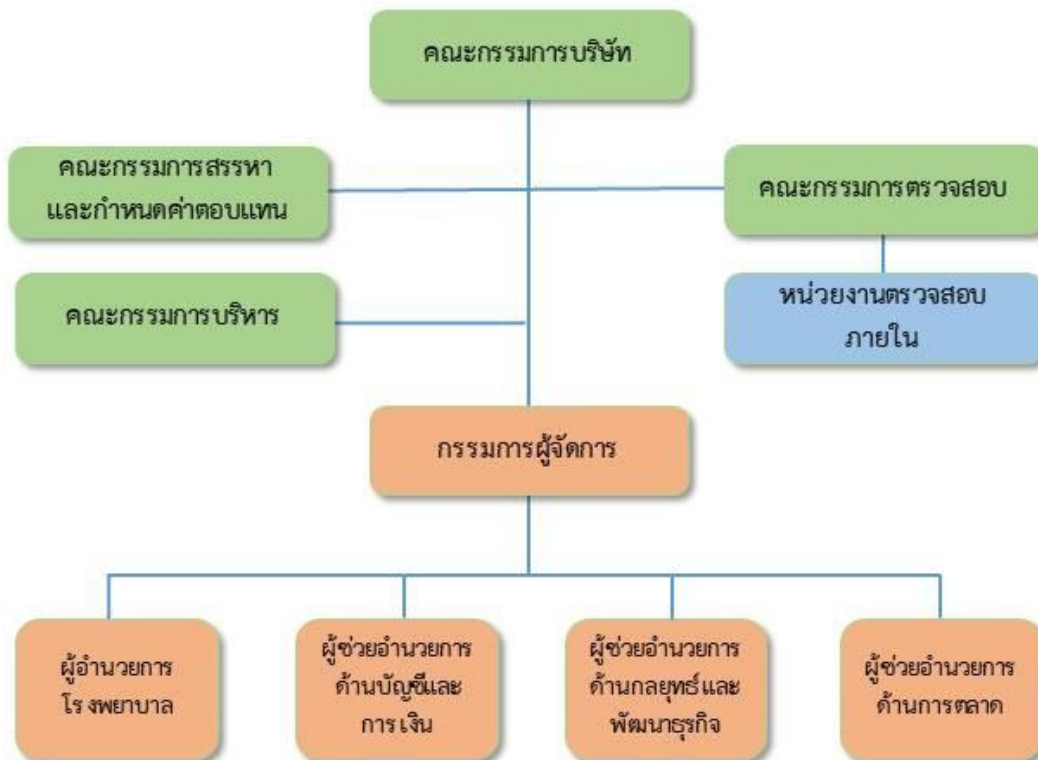 คณะกรรมการบริษัท
คณะกรรมการสรรหา
และกำหนดค่าตอบแทน
คณะกรรมการตรวจสอบ
คณะกรรมการบริหาร
หน่วยงานตรวจสอบ
ภายใน
กรรมการผู้จัดการ
ผู้อำนวยการ
โรงพยาบาล
ผู้ช่วยอำนวยการ
ด้านบัญชีและ
การเงิน
ผู้ช่วยอำนวยการ
ด้านกลยุทธ์และ
พัฒนาธุรกิจ
ผู้ช่วยอำนวยการ
ด้านการตลาด